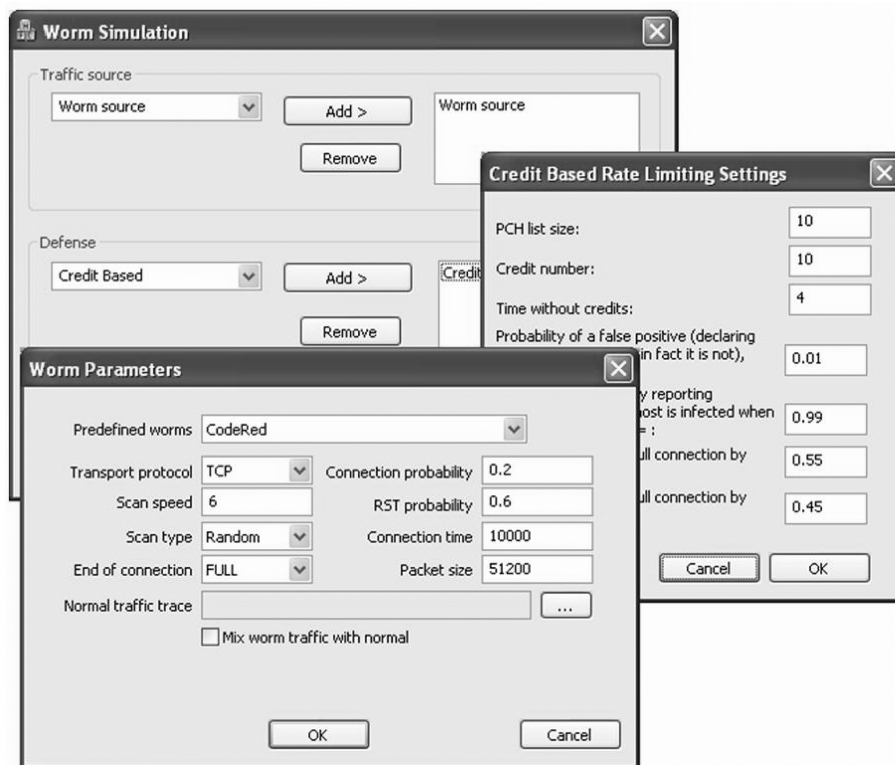 Worm Simulation
Traffic source
Worm source
Add >
Worm source
Remove
Defense
Credit Based
Add >
Credit
Remove
Credit Based Rate Limiting Settings
PCH list size:
10
Credit number:
10
Time without credits:
4
Probability of a false positive (declaring
in fact it is not),
0.01
y reporting
host is infected when
= :
0.99
ull connection by
0.55
ull connection by
0.45
Cancel
OK
Worm Parameters
Predefined worms
CodeRed
Transport protocol
TCP
Connection probability
0.2
Scan speed
6
RST probability
0.6
Scan type
Random
Connection time
10000
End of connection
FULL
Packet size
51200
Normal traffic trace
...
Mix worm traffic with normal
OK
Cancel